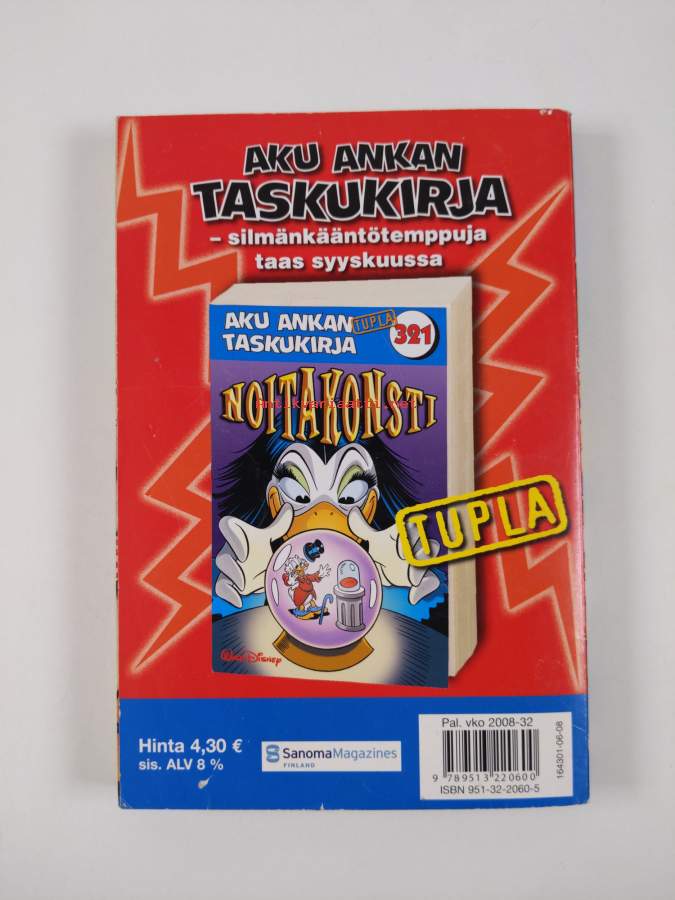 AKU ANKAN
TASKUKIRJA
– silmänkääntötemppuja
taas syyskuussa
AKU ANKAN TUPLA
TASKUKIRJA
321
NOITAKONSTI
Antikvariaatti.net
TUPLA
Walt Disney
Hinta 4,30 €
sis. ALV 8 %
SanomaMagazines
FINLAND
Pal. vko 2008-32
9 789513 220600
ISBN 951-32-2060-5
164301-06-08